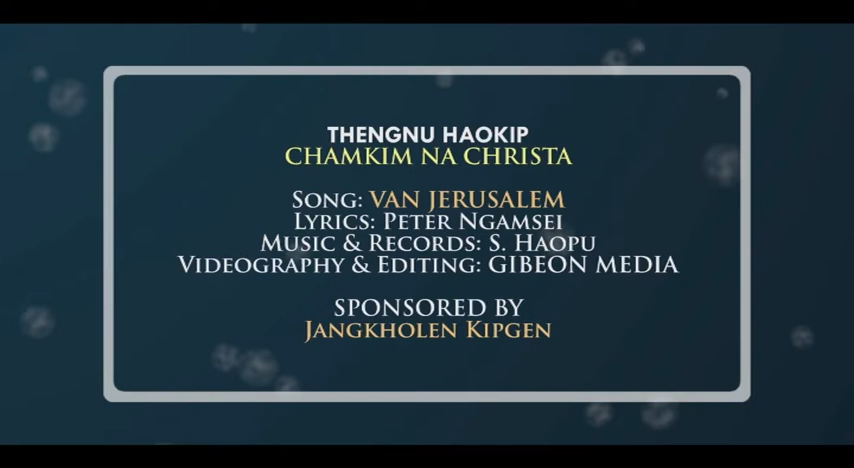 THENGNU HAOKIP
CHAMKIM NA CHRISTA
SONG: VAN JERUSALEM
LYRICS: PETER NGAMSEI
MUSIC & RECORDS: S. HAOPU
VIDEOGRAPHY & EDITING: GIBEON MEDIA
SPONSORED BY
JANGKHOLEN KIPGEN